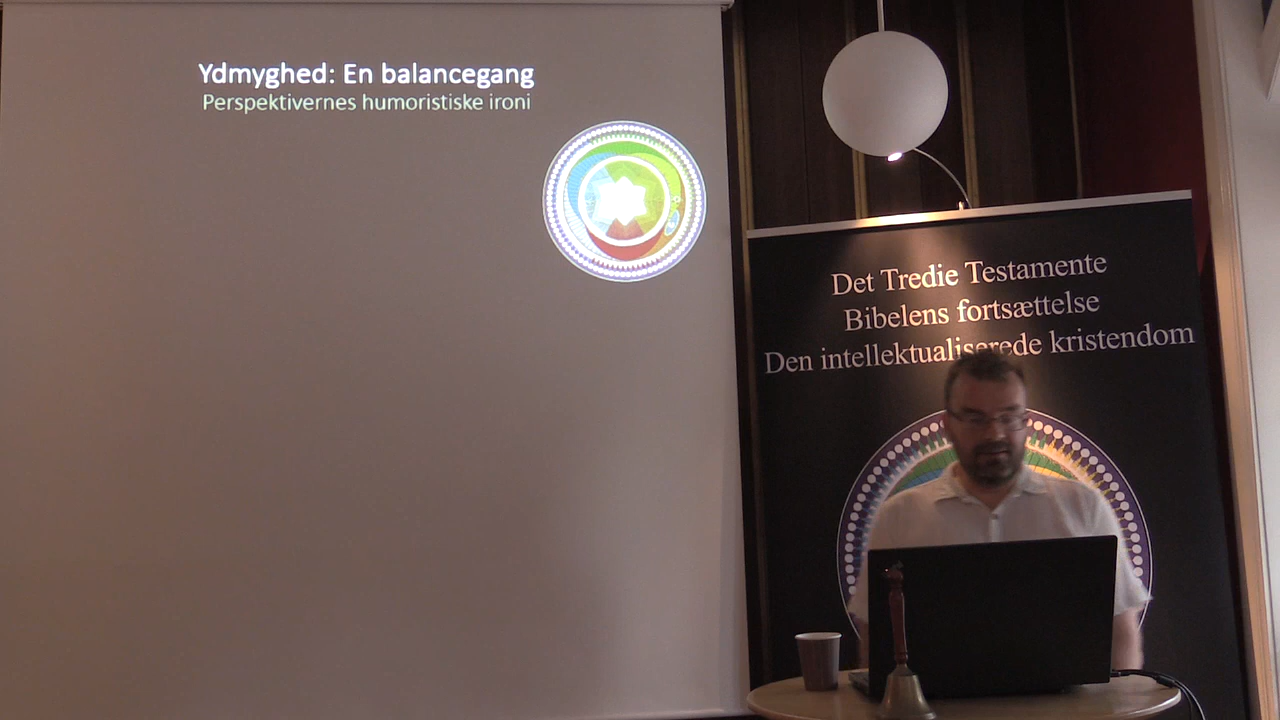 Ydmyghed: En balancegang
Perspektivernes humoristiske ironi
Det Tredie Testamente
Bibelens fortsættelse
Den intellektualiserede kristendom